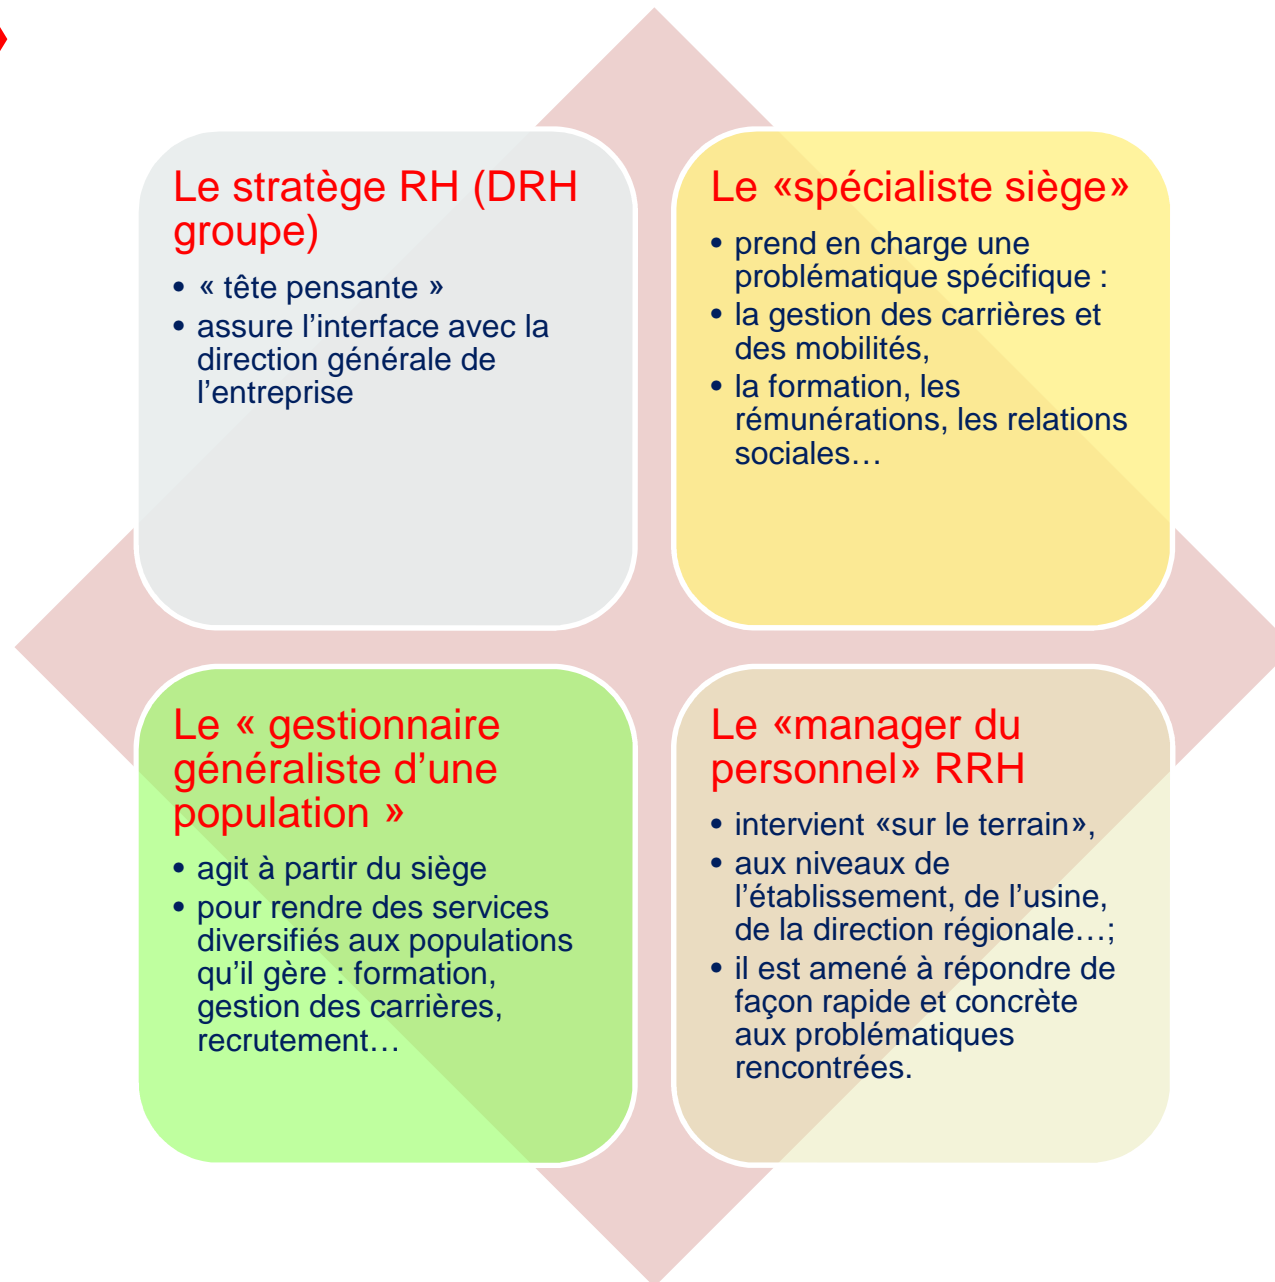 Le stratège RH (DRH
groupe)
• « tête pensante »
• assure l’interface avec la
direction générale de
l’entreprise
Le «spécialiste siège»
• prend en charge une
problématique spécifique :
• la gestion des carrières et
des mobilités,
• la formation, les
rémunérations, les relations
sociales…
Le « gestionnaire
généraliste d’une
population »
• agit à partir du siège
• pour rendre des services
diversifiés aux populations
qu’il gère : formation,
gestion des carrières,
recrutement…
Le «manager du
personnel» RRH
• intervient «sur le terrain»,
• aux niveaux de
l’établissement, de l’usine,
de la direction régionale…;
• il est amené à répondre de
façon rapide et concrète
aux problématiques
rencontrées.